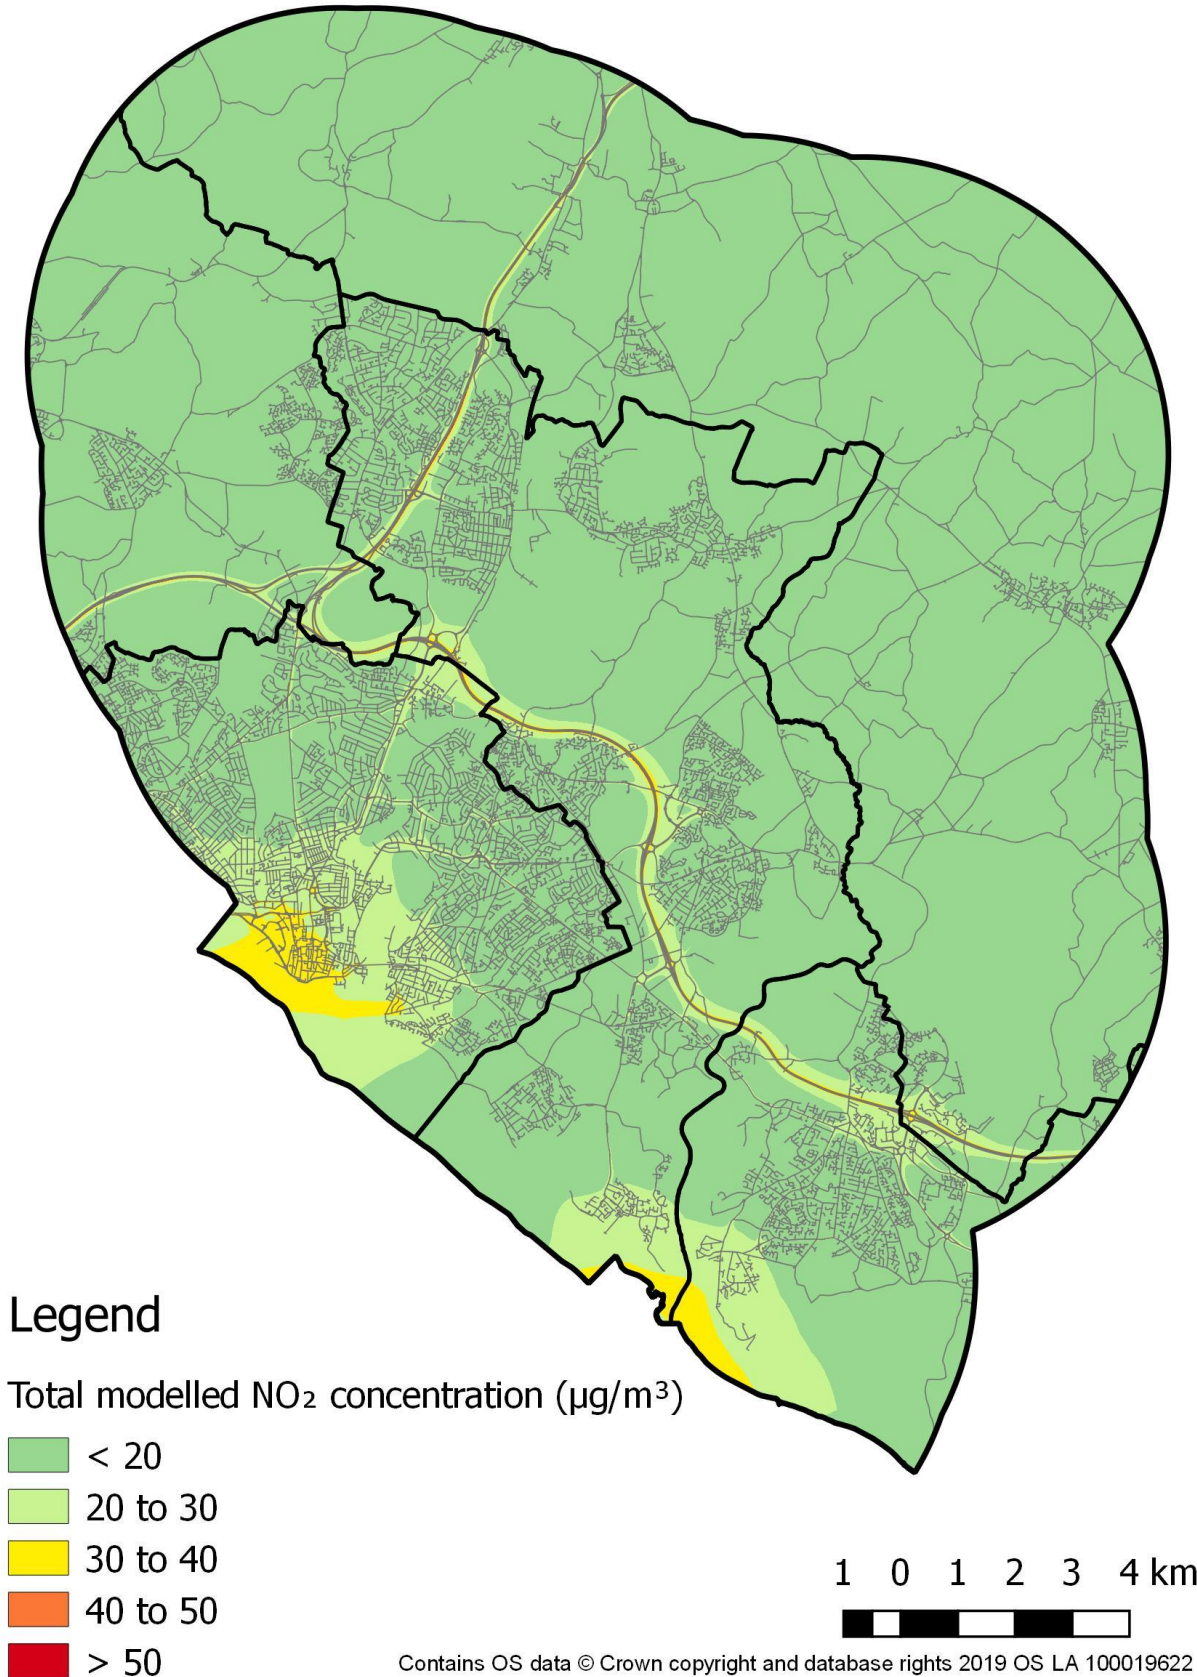 Legend
Total modelled NO₂ concentration (µg/m³)
< 20
20 to 30
30 to 40
40 to 50
> 50
1 0 1 2 3 4 km
Contains OS data © Crown copyright and database rights 2019 OS LA 100019622